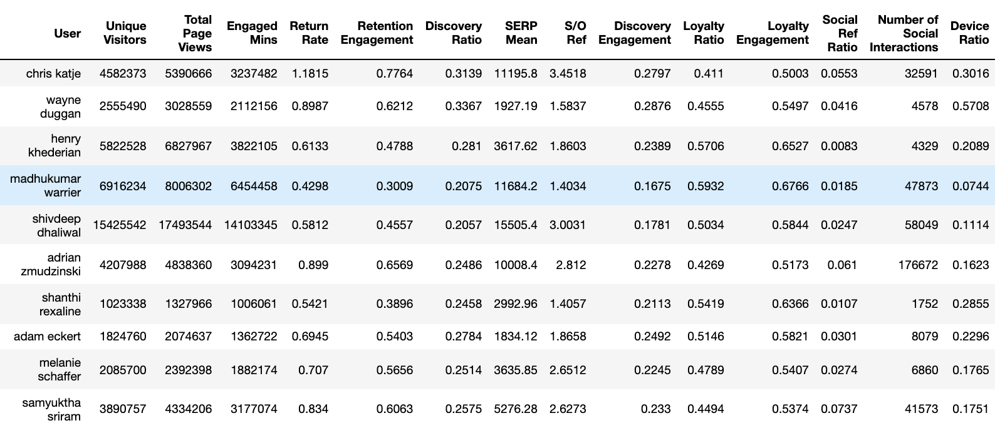 User Unique Visitors Total Page Views Engaged Mins Return Rate Retention Engagement Discovery Ratio SERP Mean S/O Ref Discovery Engagement Loyalty Ratio Loyalty Engagement Social Ref Ratio Number of Social Interactions Device Ratio
chris katje 4582373 5390666 3237482 1.1815 0.7764 0.3139 11195.8 3.4518 0.2797 0.411 0.5003 0.0553 32591 0.3016
wayne duggan 2555490 3028559 2112156 0.8987 0.6212 0.3367 1927.19 1.5837 0.2876 0.4555 0.5497 0.0416 4578 0.5708
henry khederian 5822528 6827967 3822105 0.6133 0.4788 0.281 3617.62 1.8603 0.2389 0.5706 0.6527 0.0083 4329 0.2089
madhukumar warrier 6916234 8006302 6454458 0.4298 0.3009 0.2075 11684.2 1.4034 0.1675 0.5932 0.6766 0.0185 47873 0.0744
shivdeep dhaliwal 15425542 17493544 14103345 0.5812 0.4557 0.2057 15505.4 3.0031 0.1781 0.5034 0.5844 0.0247 58049 0.1114
adrian zmudzinski 4207988 4838360 3094231 0.899 0.6569 0.2486 10008.4 2.812 0.2278 0.4269 0.5173 0.061 176672 0.1623
shanthi rexaline 1023338 1327966 1006061 0.5421 0.3896 0.2458 2992.96 1.4057 0.2113 0.5419 0.6366 0.0107 1752 0.2855
adam eckert 1824760 2074637 1362722 0.6945 0.5403 0.2784 1834.12 1.8658 0.2492 0.5146 0.5821 0.0301 8079 0.2296
melanie schaffer 2085700 2392398 1882174 0.707 0.5656 0.2514 3635.85 2.6512 0.2245 0.4789 0.5407 0.0274 6860 0.1765
samyuktha sriram 3890757 4334206 3177074 0.834 0.6063 0.2575 5276.28 2.6273 0.233 0.4494 0.5374 0.0737 41573 0.1751